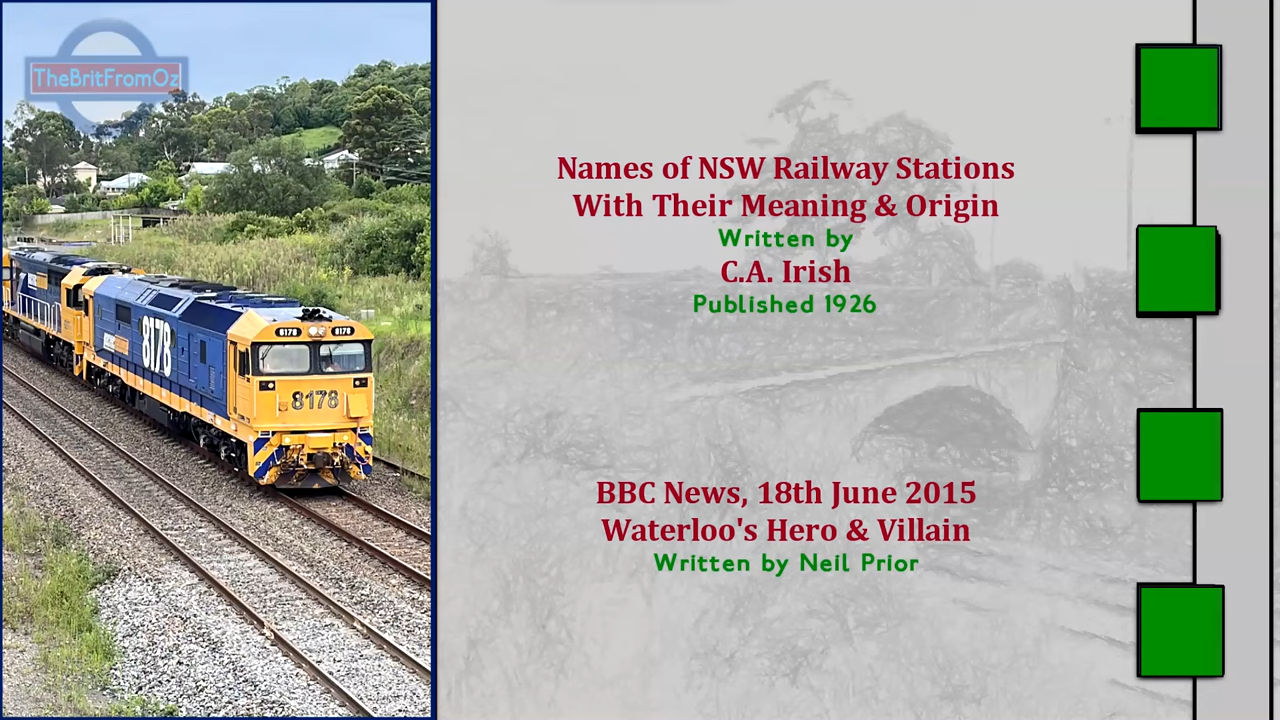 TheBritFromOz
8178
8178
8178
8178
Names of NSW Railway Stations
With Their Meaning & Origin
Written by
C.A. Irish
Published 1926
BBC News, 18th June 2015
Waterloo's Hero & Villain
Written by Neil Prior